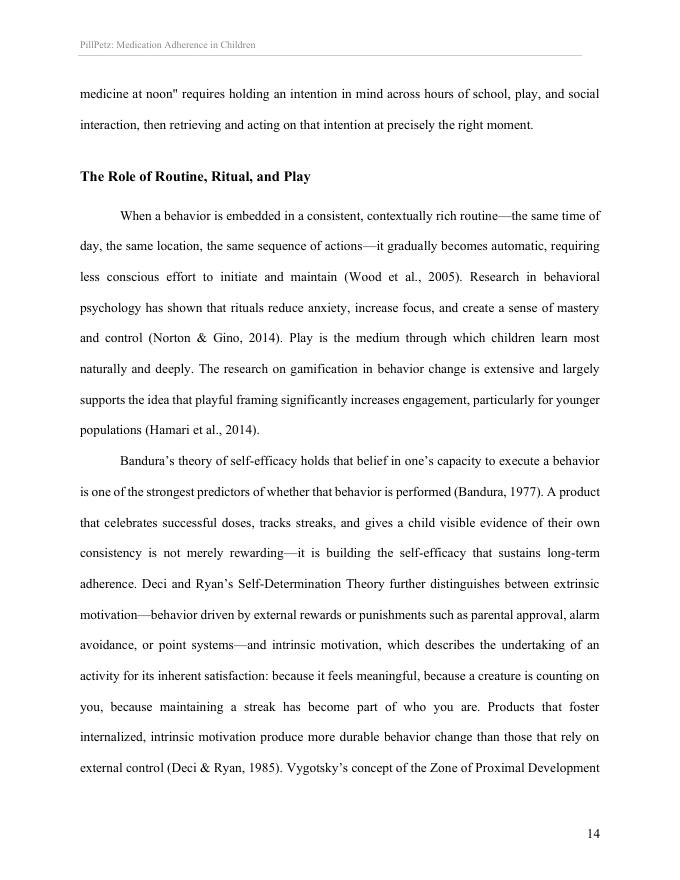 PillPetz: Medication Adherence in Children
medicine at noon" requires holding an intention in mind across hours of school, play, and social
interaction, then retrieving and acting on that intention at precisely the right moment.
The Role of Routine, Ritual, and Play
When a behavior is embedded in a consistent, contextually rich routine—the same time of
day, the same location, the same sequence of actions—it gradually becomes automatic, requiring
less conscious effort to initiate and maintain (Wood et al., 2005). Research in behavioral
psychology has shown that rituals reduce anxiety, increase focus, and create a sense of mastery
and control (Norton & Gino, 2014). Play is the medium through which children learn most
naturally and deeply. The research on gamification in behavior change is extensive and largely
supports the idea that playful framing significantly increases engagement, particularly for younger
populations (Hamari et al., 2014).
Bandura’s theory of self-efficacy holds that belief in one’s capacity to execute a behavior
is one of the strongest predictors of whether that behavior is performed (Bandura, 1977). A product
that celebrates successful doses, tracks streaks, and gives a child visible evidence of their own
consistency is not merely rewarding—it is building the self-efficacy that sustains long-term
adherence. Deci and Ryan’s Self-Determination Theory further distinguishes between extrinsic
motivation—behavior driven by external rewards or punishments such as parental approval, alarm
avoidance, or point systems—and intrinsic motivation, which describes the undertaking of an
activity for its inherent satisfaction: because it feels meaningful, because a creature is counting on
you, because maintaining a streak has become part of who you are. Products that foster
internalized, intrinsic motivation produce more durable behavior change than those that rely on
external control (Deci & Ryan, 1985). Vygotsky’s concept of the Zone of Proximal Development
14